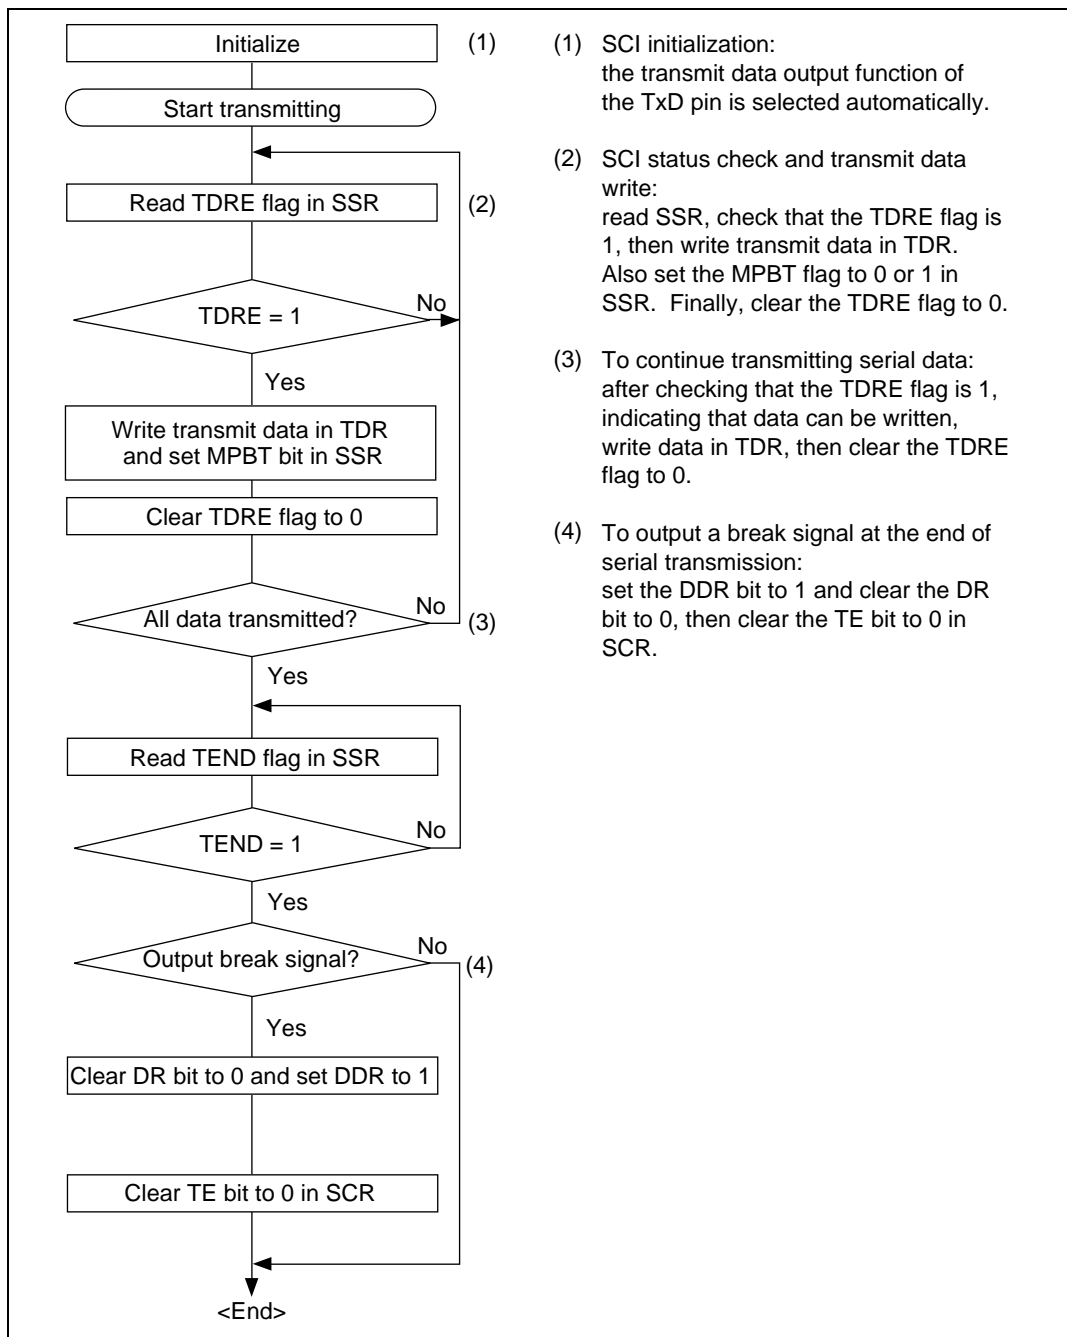 Initialize
(1)
Start transmitting
Read TDRE flag in SSR
(2)
TDRE = 1
No
Yes
Write transmit data in TDR
and set MPBT bit in SSR
Clear TDRE flag to 0
All data transmitted?
No
(3)
Yes
Read TEND flag in SSR
TEND = 1
No
Yes
Output break signal?
No
(4)
Yes
Clear DR bit to 0 and set DDR to 1
Clear TE bit to 0 in SCR
<End>
(1) SCI initialization:
the transmit data output function of
the TxD pin is selected automatically.
(2) SCI status check and transmit data
write:
read SSR, check that the TDRE flag is
1, then write transmit data in TDR.
Also set the MPBT flag to 0 or 1 in
SSR. Finally, clear the TDRE flag to 0.
(3) To continue transmitting serial data:
after checking that the TDRE flag is 1,
indicating that data can be written,
write data in TDR, then clear the TDRE
flag to 0.
(4) To output a break signal at the end of
serial transmission:
set the DDR bit to 1 and clear the DR
bit to 0, then clear the TE bit to 0 in
SCR.